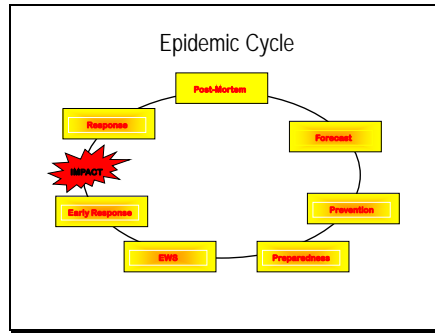 Epidemic Cycle
Post-Mortem
Forecast
Prevention
Preparedness
EWS
Early Response
IMPACT
Response